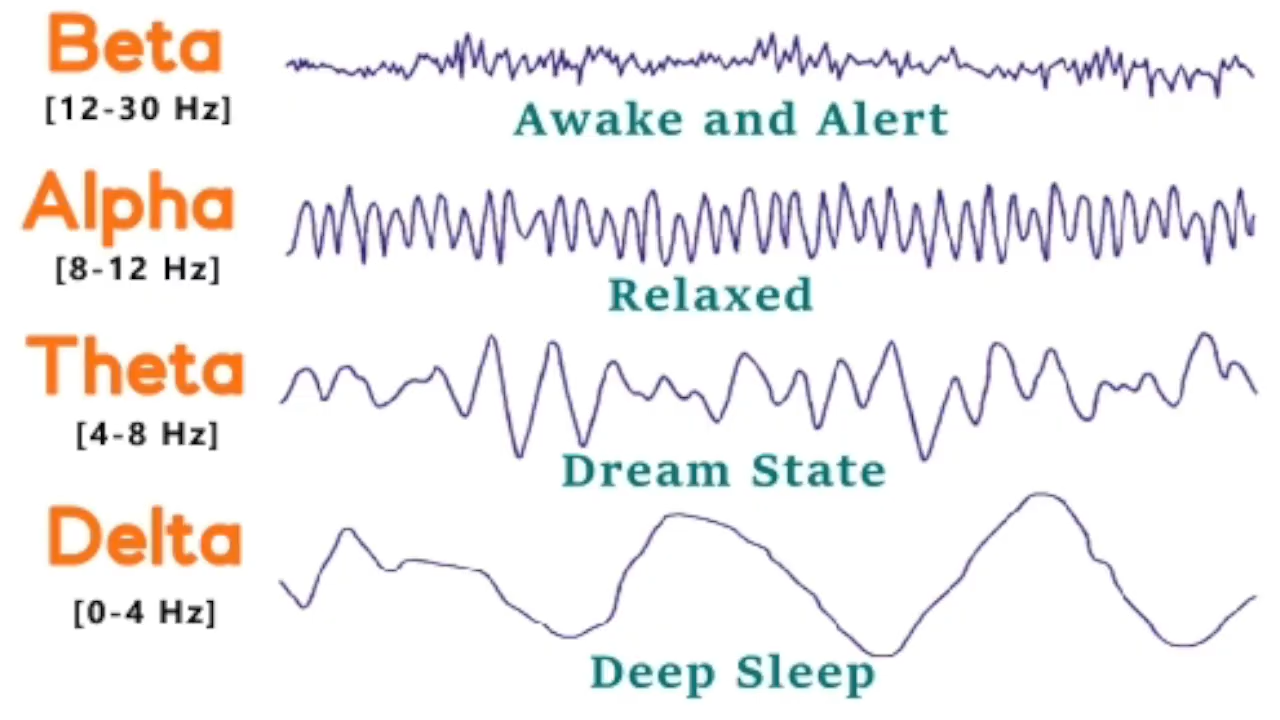 Beta
[12-30 Hz]
Awake and Alert
Alpha
[8-12 Hz]
Relaxed
Theta
[4-8 Hz]
Dream State
Delta
[0-4 Hz]
Deep Sleep